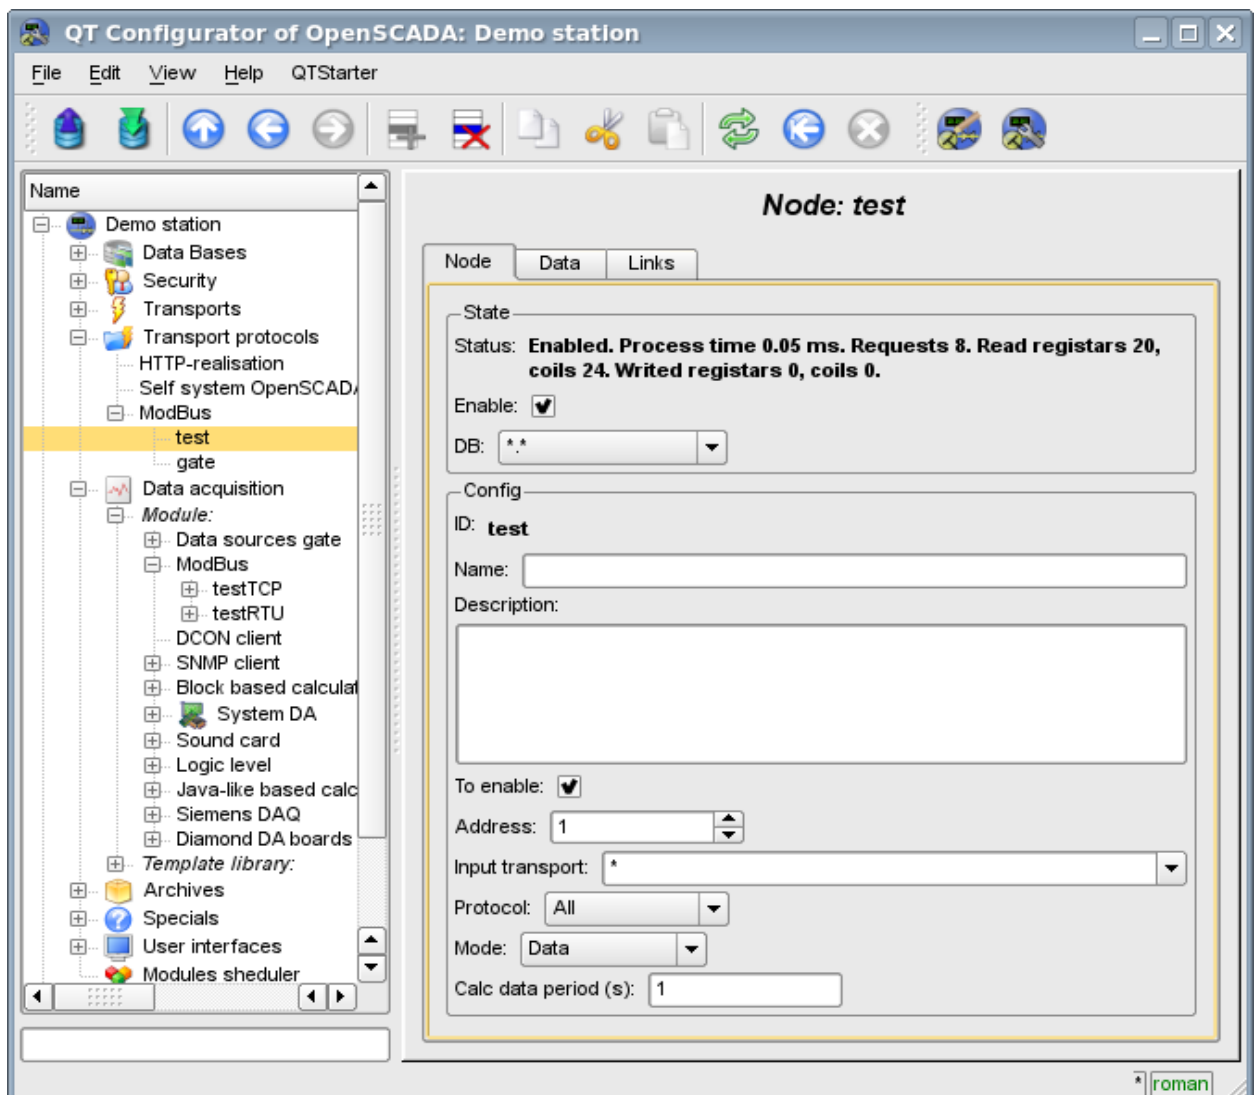 QT Configurator of OpenSCADA: Demo station
File Edit View Help QTStarter
Name
Demo station
Data Bases
Security
Transports
Transport protocols
HTTP-realisation
Self system OpenSCADA
ModBus
test
gate
Data acquisition
Module:
Data sources gate
ModBus
testTCP
testRTU
DCON client
SNMP client
Block based calculat
System DA
Sound card
Logic level
Java-like based calc
Siemens DAQ
Diamond DA boards
Template library:
Archives
Specials
User interfaces
Modules sheduler
Node: test
Node Data Links
State
Status: Enabled. Process time 0.05 ms. Requests 8. Read registars 20,
coils 24. Writed registars 0, coils 0.
Enable:
DB: *.*
Config
ID: test
Name:
Description:
To enable:
Address: 1
Input transport: *
Protocol: All
Mode: Data
Calc data period (s): 1
* roman